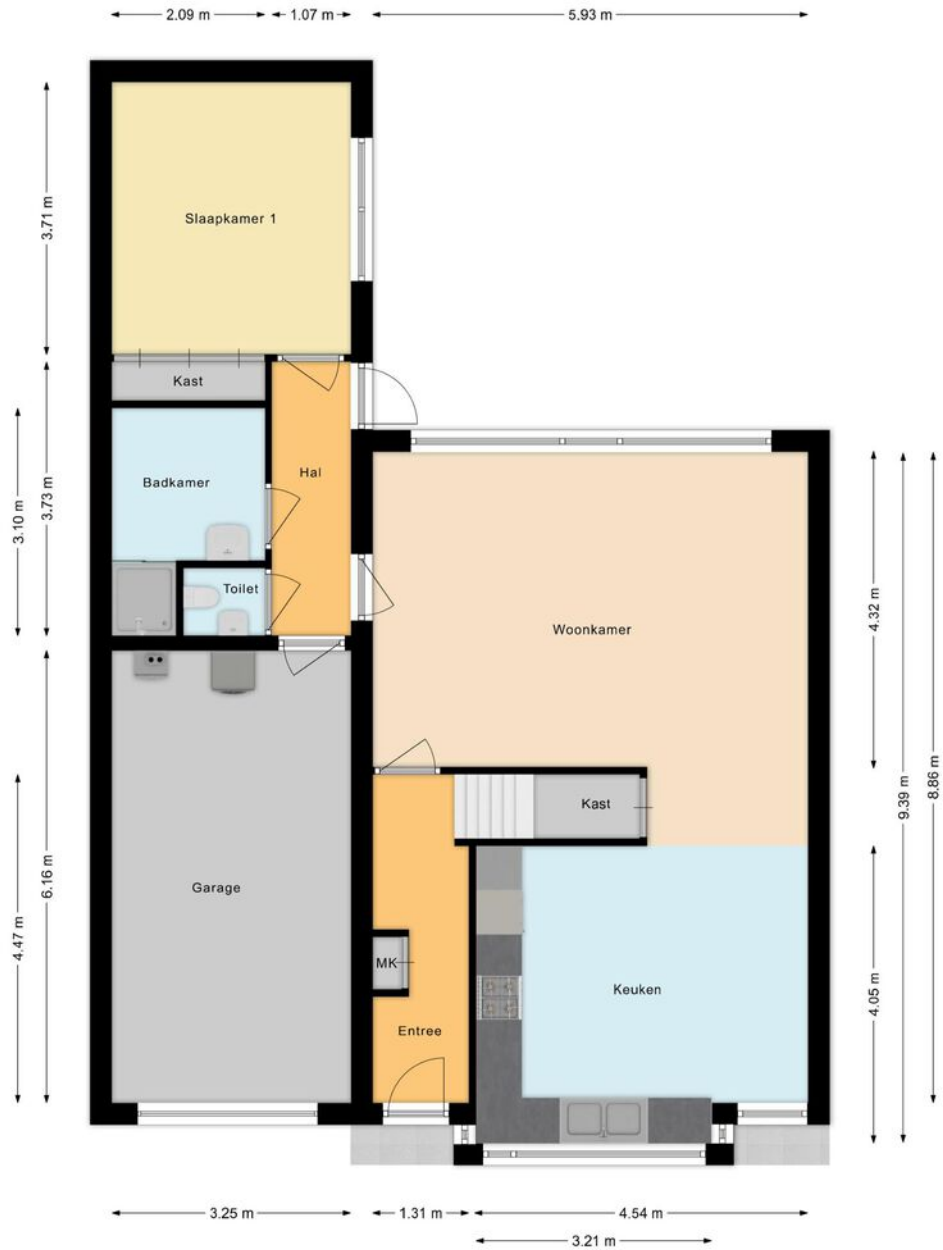 2.09 m
1.07 m
5.93 m
Slaapkamer 1
3.71 m
Kast
Hal
Badkamer
3.10 m
3.73 m
Toilet
Woonkamer
4.32 m
9.39 m
8.86 m
Kast
Garage
6.16 m
4.47 m
MK
Keuken
4.05 m
Entree
3.25 m
1.31 m
4.54 m
3.21 m